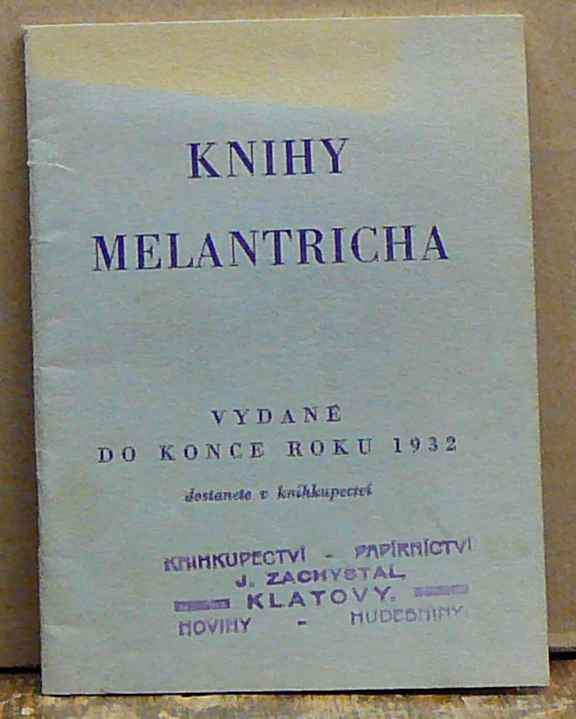 KNIHY
MELANTRICHA
VYDANÉ
DO KONCE ROKU 1932
dostanete v knihkupectví
KNIHKUPECTVÍ - PAPÍRNICTVÍ
J. ZACHYSTAL
KLATOVY.
NOVINY - HUDEBNINY